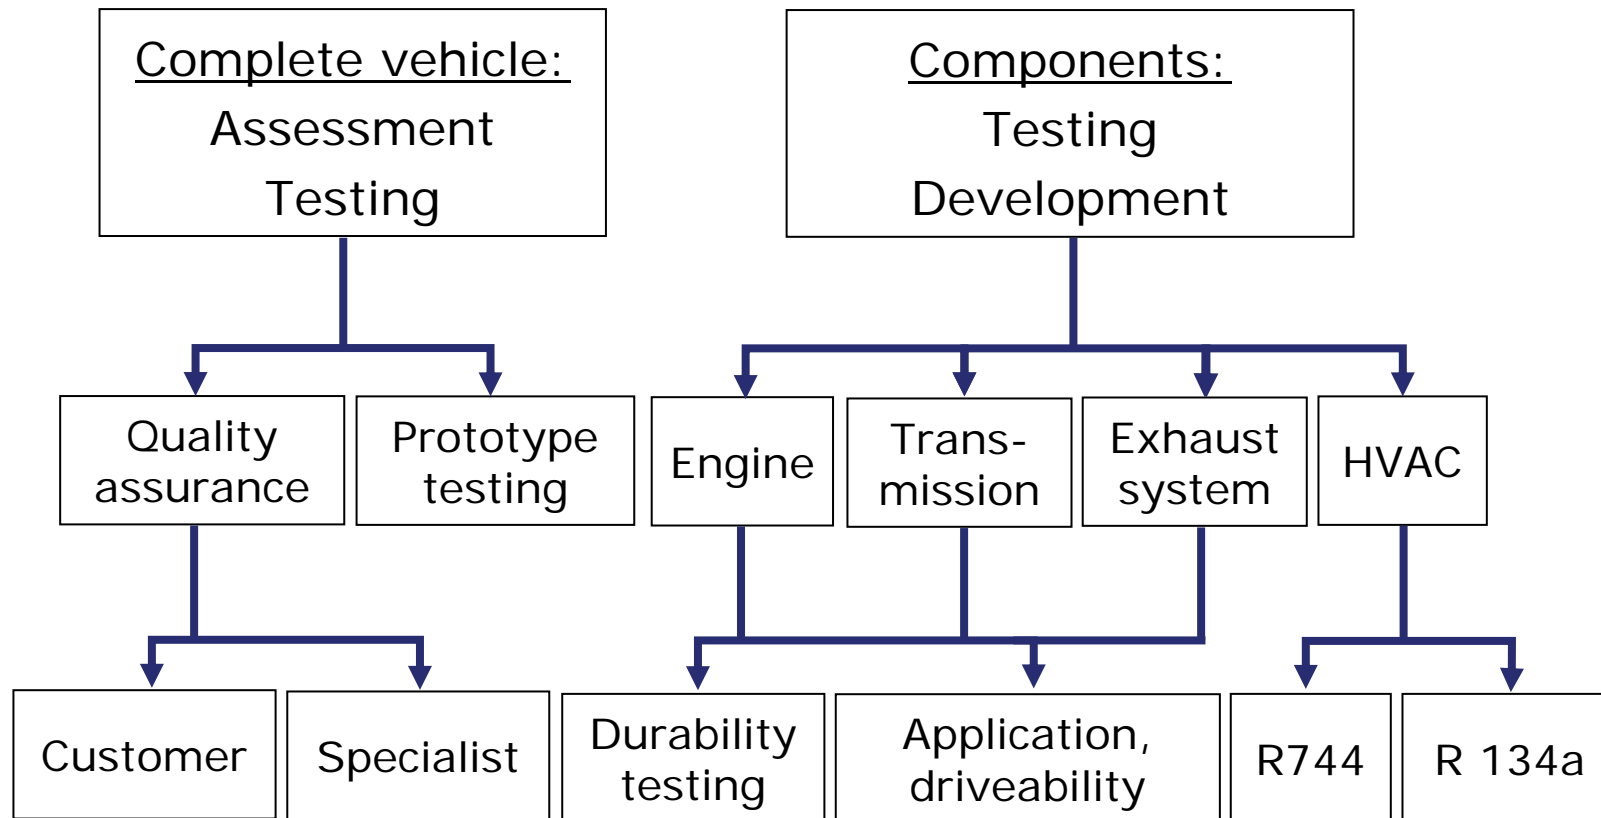 Complete vehicle:
Assessment
Testing
Components:
Testing
Development
Quality
assurance
Prototype
testing
Engine
Trans-
mission
Exhaust
system
HVAC
Customer
Specialist
Durability
testing
Application,
driveability
R744
R 134a